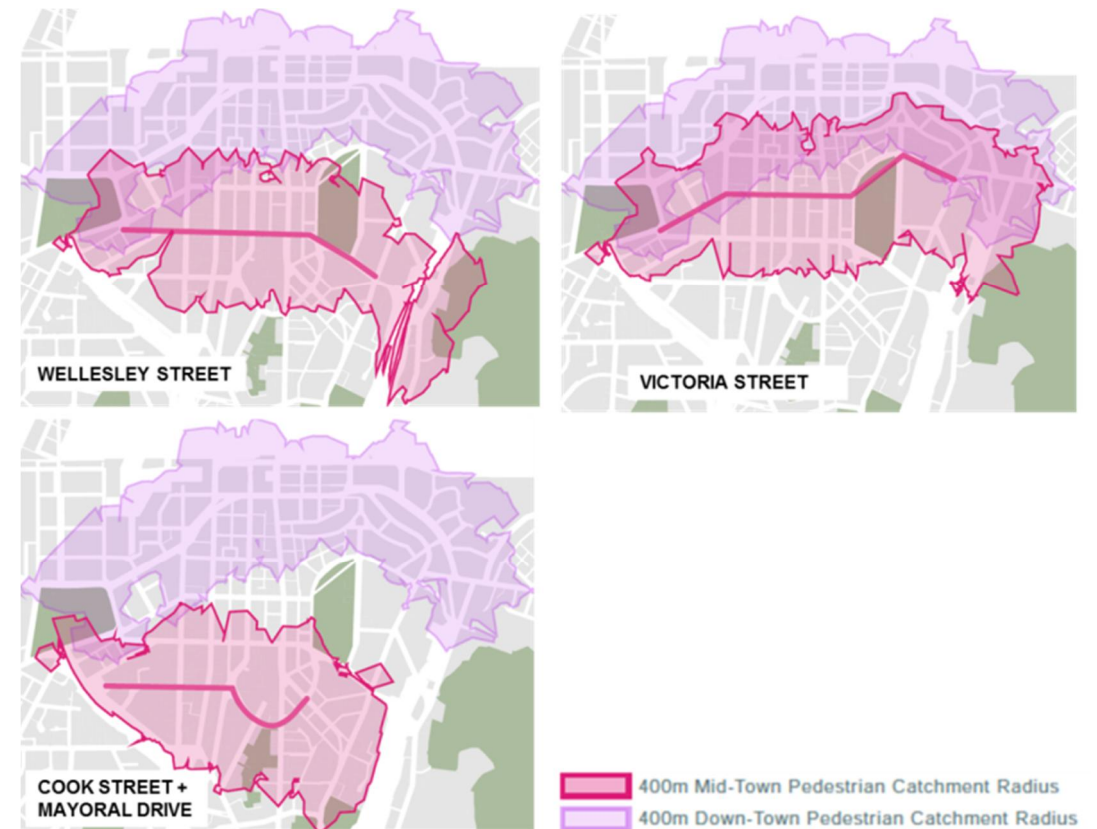 WELLESLEY STREET
VICTORIA STREET
COOK STREET +
MAYORAL DRIVE
400m Mid-Town Pedestrian Catchment Radius
400m Down-Town Pedestrian Catchment Radius